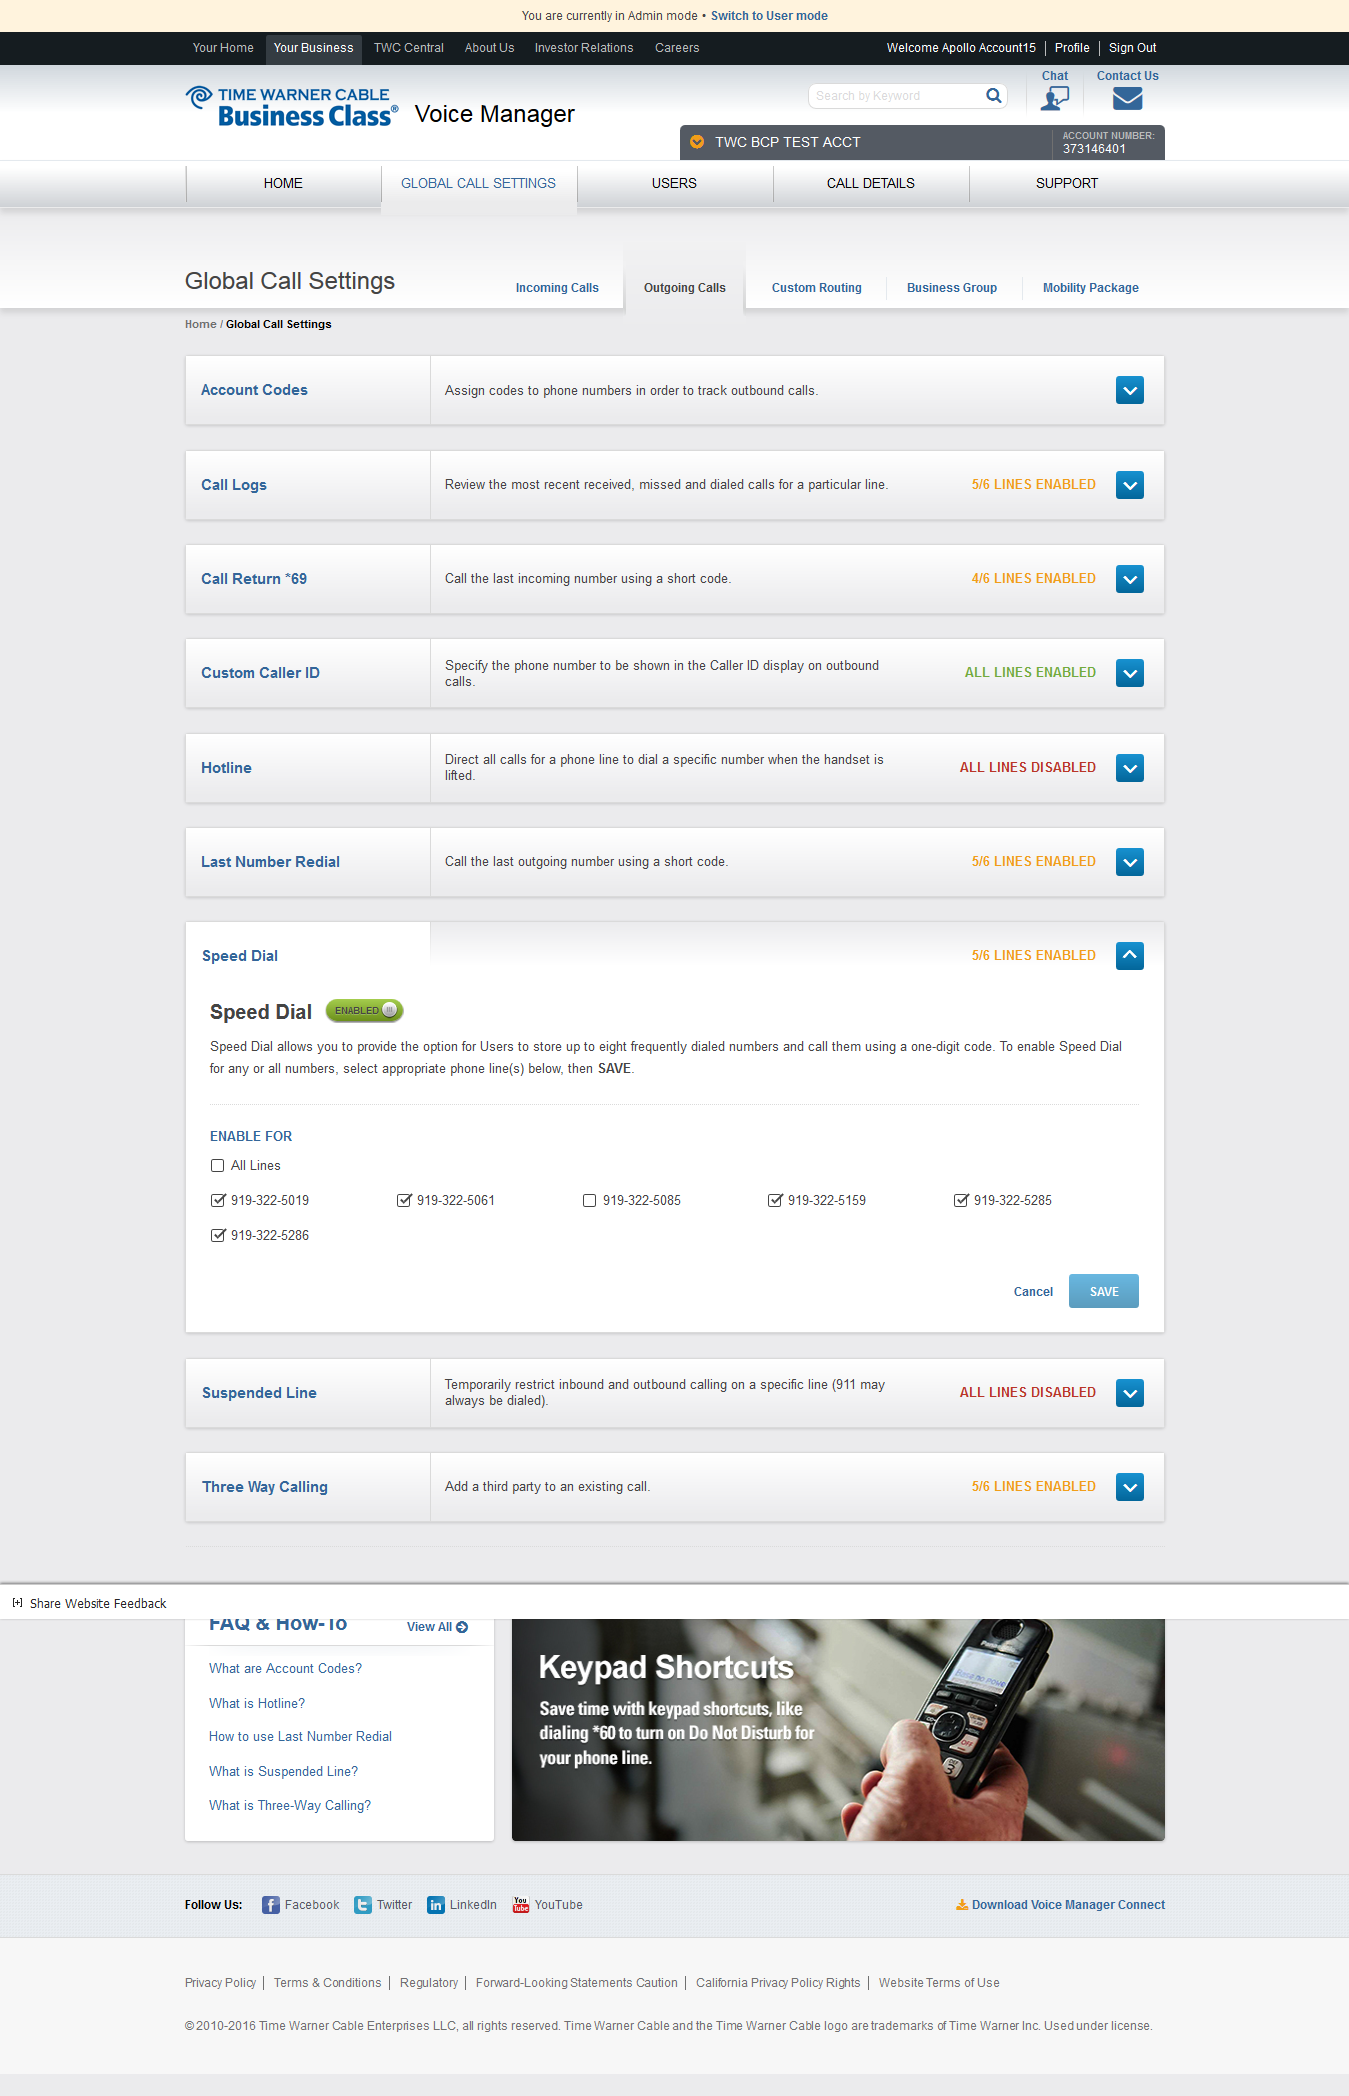 You are currently in Admin mode • Switch to User mode
Your Home Your Business TWC Central About Us Investor Relations Careers Welcome Apollo Account15 Profile Sign Out
Chat Contact Us
TIME WARNER CABLE
Business Class® Voice Manager
Search by Keyword
TWC BCP TEST ACCT
ACCOUNT NUMBER:
373146401
HOME GLOBAL CALL SETTINGS USERS CALL DETAILS SUPPORT
Global Call Settings
Incoming Calls Outgoing Calls Custom Routing Business Group Mobility Package
Home / Global Call Settings
Account Codes Assign codes to phone numbers in order to track outbound calls.
Call Logs Review the most recent received, missed and dialed calls for a particular line. 5/6 LINES ENABLED
Call Return *69 Call the last incoming number using a short code. 4/6 LINES ENABLED
Custom Caller ID Specify the phone number to be shown in the Caller ID display on outbound
calls. ALL LINES ENABLED
Hotline Direct all calls for a phone line to dial a specific number when the handset is
lifted. ALL LINES DISABLED
Last Number Redial Call the last outgoing number using a short code. 5/6 LINES ENABLED
Speed Dial 5/6 LINES ENABLED
Speed Dial ENABLED
Speed Dial allows you to provide the option for Users to store up to eight frequently dialed numbers and call them using a one-digit code. To enable Speed Dial
for any or all numbers, select appropriate phone line(s) below, then SAVE.
ENABLE FOR
All Lines
919-322-5019 919-322-5061 919-322-5085 919-322-5159 919-322-5285
919-322-5286
Cancel SAVE
Suspended Line Temporarily restrict inbound and outbound calling on a specific line (911 may
always be dialed). ALL LINES DISABLED
Three Way Calling Add a third party to an existing call. 5/6 LINES ENABLED
[+] Share Website Feedback
FAQ & How-To View All
What are Account Codes?
What is Hotline?
How to use Last Number Redial
What is Suspended Line?
What is Three-Way Calling?
Keypad Shortcuts
Save time with keypad shortcuts, like
dialing *60 to turn on Do Not Disturb for
your phone line.
Panasonic
OFF
DEF
3
Follow Us: Facebook Twitter LinkedIn You Tube YouTube Download Voice Manager Connect
Privacy Policy Terms & Conditions Regulatory Forward-Looking Statements Caution California Privacy Policy Rights Website Terms of Use
© 2010-2016 Time Warner Cable Enterprises LLC, all rights reserved. Time Warner Cable and the Time Warner Cable logo are trademarks of Time Warner Inc. Used under license.